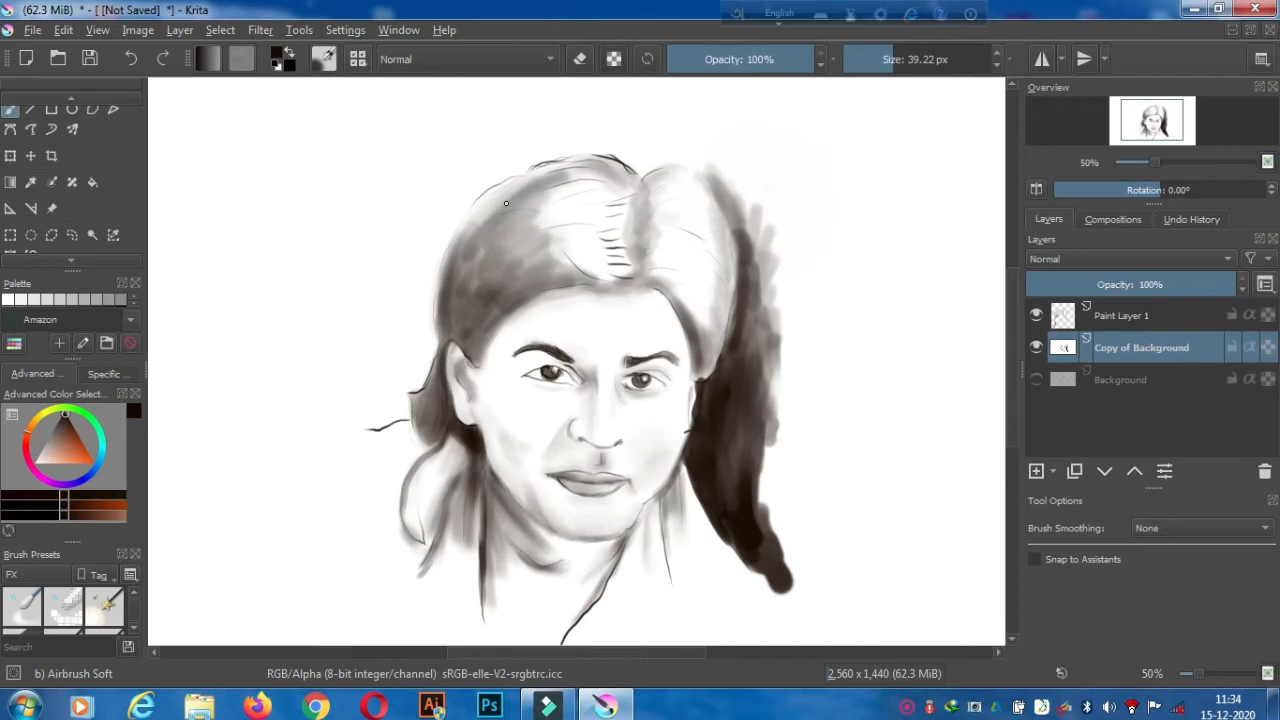 (62.3 MiB) * - [ [Not Saved] *] - Krita
English
File Edit View Image Layer Select Filter Tools Settings Window Help
Normal
Opacity: 100%
Size: 39.22 px
Overview
50%
Rotation: 0.00°
Layers Compositions Undo History
Layers
Normal
Opacity: 100%
Paint Layer 1
Copy of Background
Background
Tool Options
Brush Smoothing: None
Snap to Assistants
Palette
Amazon
Advanced ... Specific ...
Advanced Color Select...
Brush Presets
FX
Tag
Search
b) Airbrush Soft
RGB/Alpha (8-bit integer/channel) sRGB-elle-V2-srgbtrc.icc
2,560 x 1,440 (62.3 MiB)
50%
Ai
Ps
11:34
15-12-2020